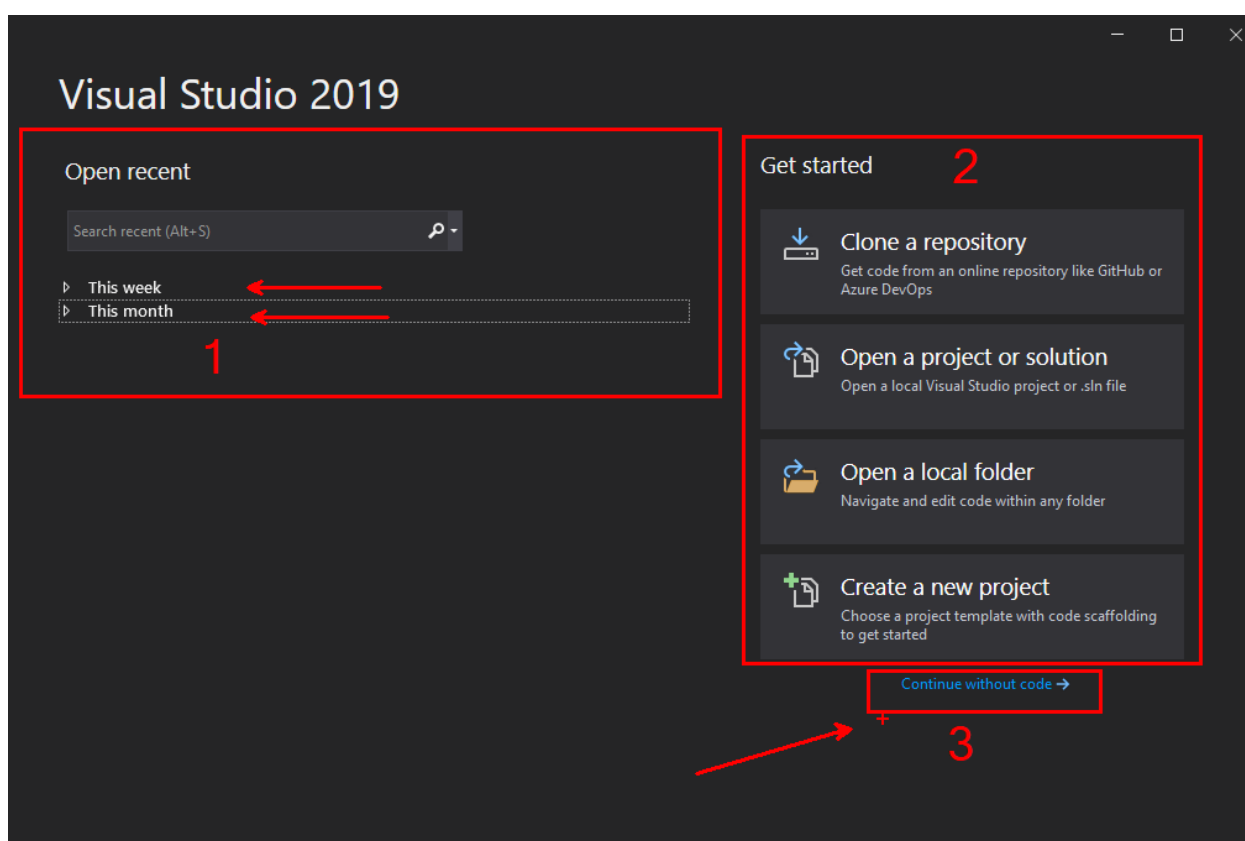 Visual Studio 2019
Open recent
Search recent (Alt+S)
This week
This month
1
Get started
2
Clone a repository
Get code from an online repository like GitHub or
Azure DevOps
Open a project or solution
Open a local Visual Studio project or .sln file
Open a local folder
Navigate and edit code within any folder
Create a new project
Choose a project template with code scaffolding
to get started
Continue without code →
3